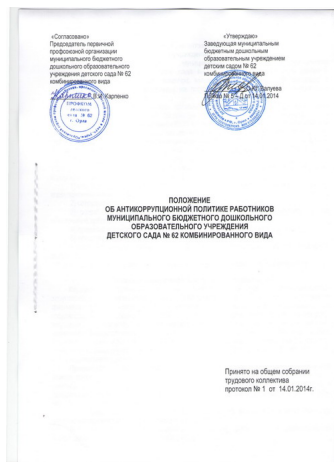 «Согласовано»
Председатель первичной
профсоюзной организации
муниципального бюджетного
дошкольного образовательного
учреждения детского сада № 62
комбинированного вида
Карпенко
«Утверждаю»
Заведующая муниципальным
бюджетным дошкольным
образовательным учреждением
детским садом № 62
комбинированного вида
14.01.2014
ПОЛОЖЕНИЕ
ОБ АНТИКОРРУПЦИОННОЙ ПОЛИТИКЕ РАБОТНИКОВ
МУНИЦИПАЛЬНОГО БЮДЖЕТНОГО ДОШКОЛЬНОГО
ОБРАЗОВАТЕЛЬНОГО УЧРЕЖДЕНИЯ
ДЕТСКОГО САДА № 62 КОМБИНИРОВАННОГО ВИДА
Принято на общем собрании
трудового коллектива
протокол № 1 от 14.01.2014г.